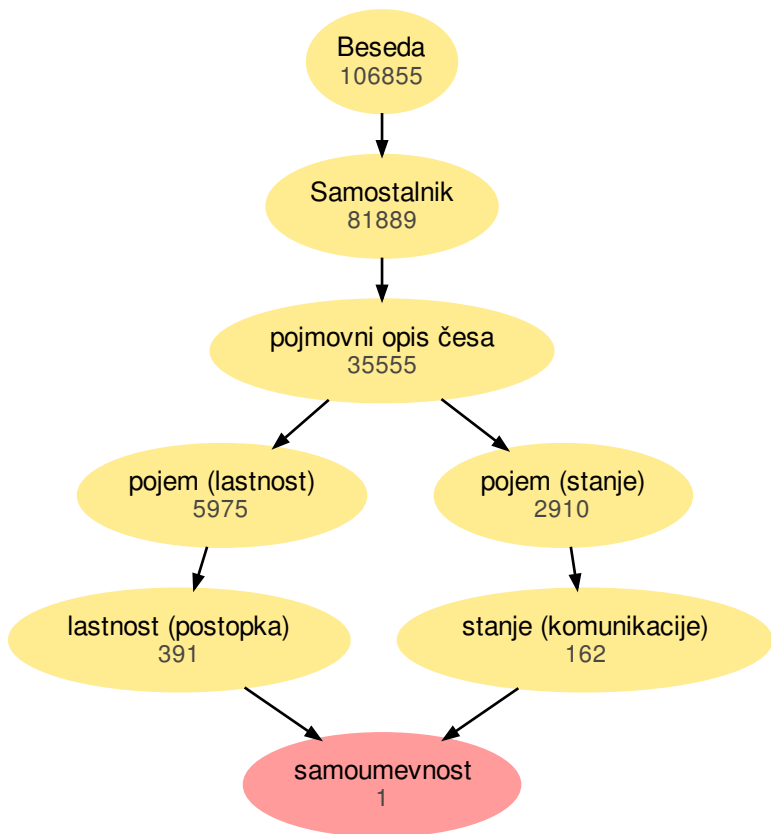 Beseda
106855
Samostalnik
81889
pojmovni opis česa
35555
pojem (lastnost)
5975
pojem (stanje)
2910
lastnost (postopka)
391
stanje (komunikacije)
162
samoumevnost
1